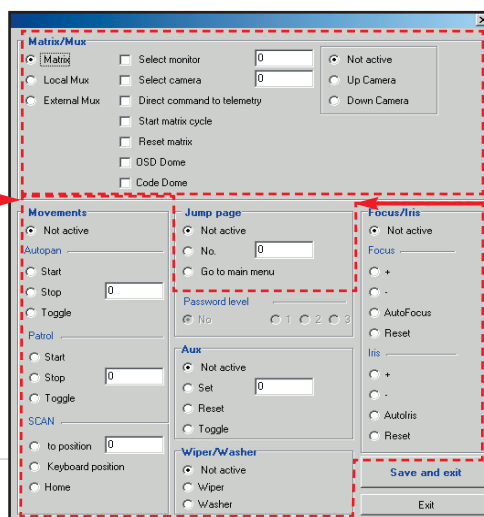 Matrix/Mux
Matrix
Local Mux
External Mux
Select monitor 0
Select camera 0
Direct command to telemetry
Start matrix cycle
Reset matrix
OSD Dome
Code Dome
Not active
Up Camera
Down Camera
Movements
Not active
Autopan
Start
Stop 0
Toggle
Patrol
Start
Stop 0
Toggle
SCAN
to position 0
Keyboard position
Home
Jump page
Not active
No. 0
Go to main menu
Password level
No 1 2 3
Aux
Not active
Set 0
Reset
Toggle
Wiper/Washer
Not active
Wiper
Washer
Focus/Iris
Not active
Focus
+
-
AutoFocus
Reset
Iris
+
-
AutoIris
Reset
Save and exit
Exit